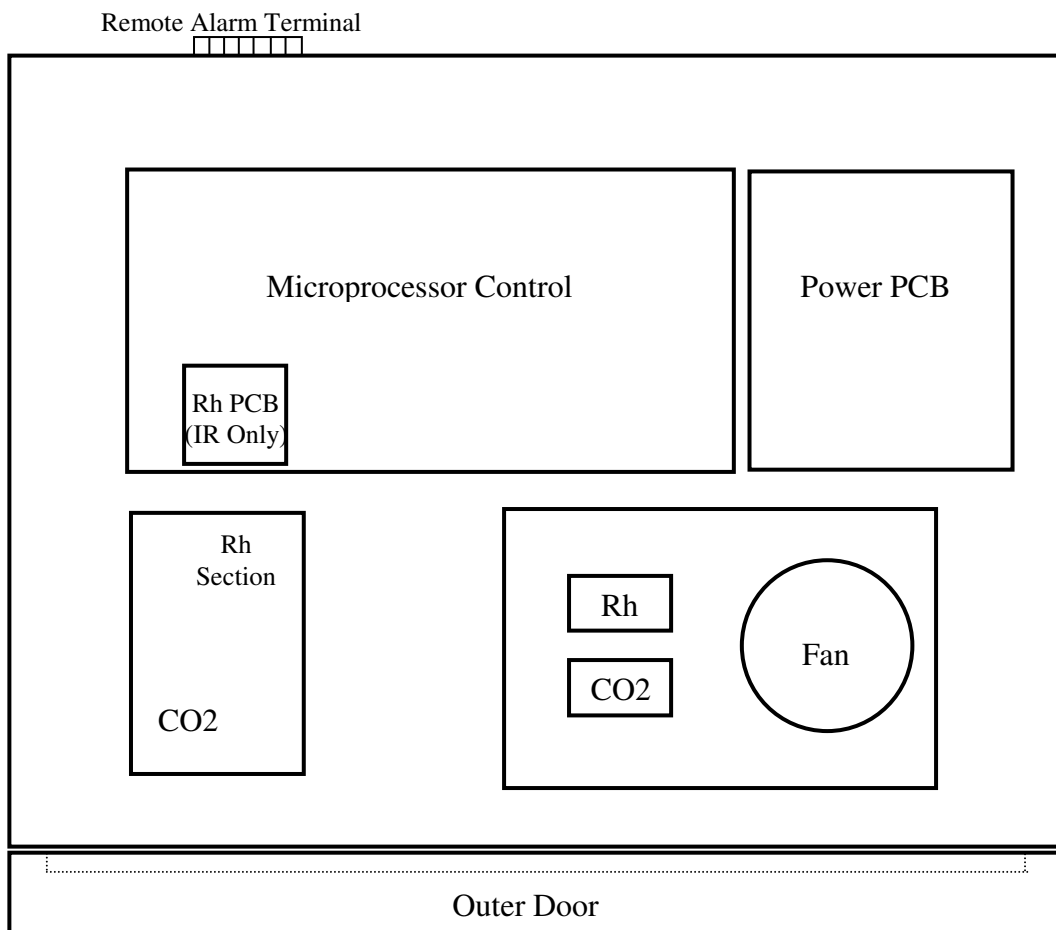 Remote Alarm Terminal
Microprocessor Control
Power PCB
Rh PCB
(IR Only)
Rh
Section
CO2
Rh
CO2
Fan
Outer Door